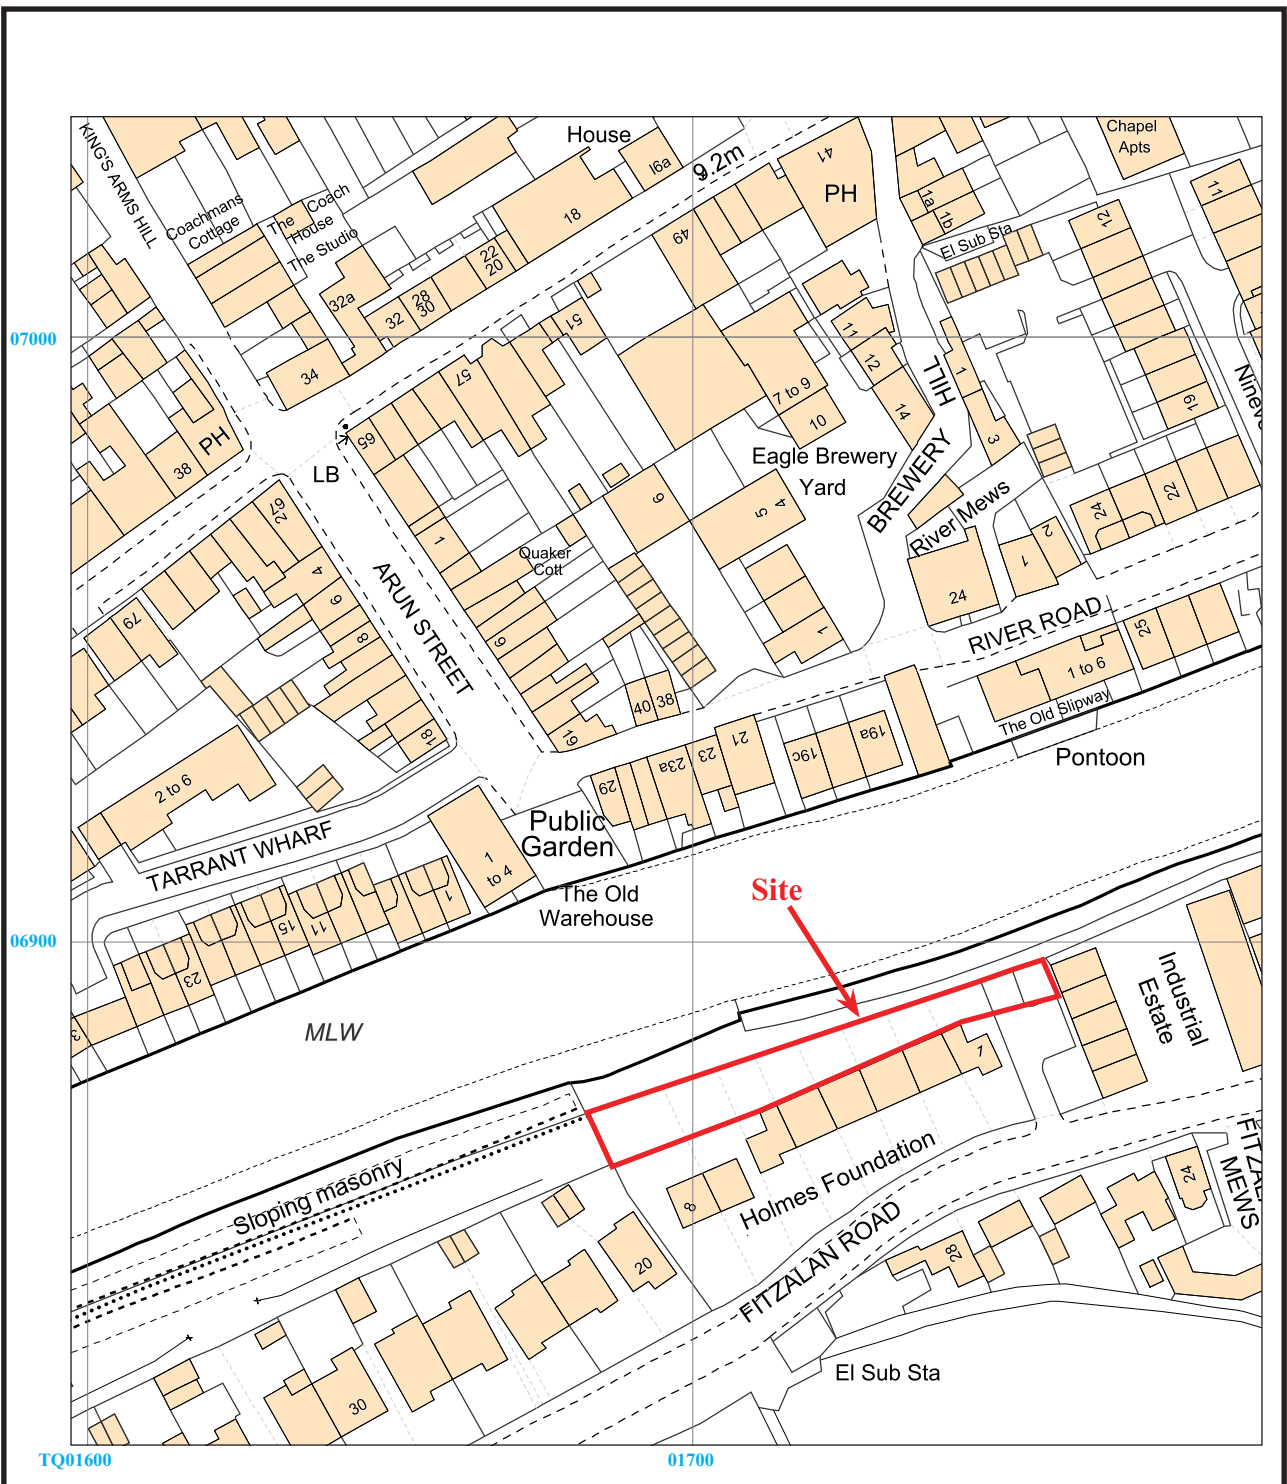 House
Chapel
Apts
KING'S ARMS HILL
Coachmans
Cottage
The Coach
House
The Studio
16a
9.2m
41
PH
18
1a
1b
El Sub Sta
12
11
49
22
20
32a
28
30
32
51
07000
34
57
11
12
7 to 9
10
14
HILL
1
3
19
PH
38
65
LB
Eagle Brewery
Yard
BREWERY
67
27
1
6
5
4
River Mews
24
22
2
1
24
Quaker
Cott
4
6
8
ARUN STREET
9
1
79
RIVER ROAD
25
1 to 6
40
38
The Old Slipway
18
19
21
23
23a
29
19c
19a
Pontoon
2 to 6
Public
Garden
TARRANT WHARF
1
to 4
1
The Old
Warehouse
Site
11
15
23
06900
MLW
Industrial
Estate
7
Sloping masonry
Holmes Foundation
8
FITZALAN ROAD
24
MEWS
28
20
30
El Sub Sta
TQ01600
01700